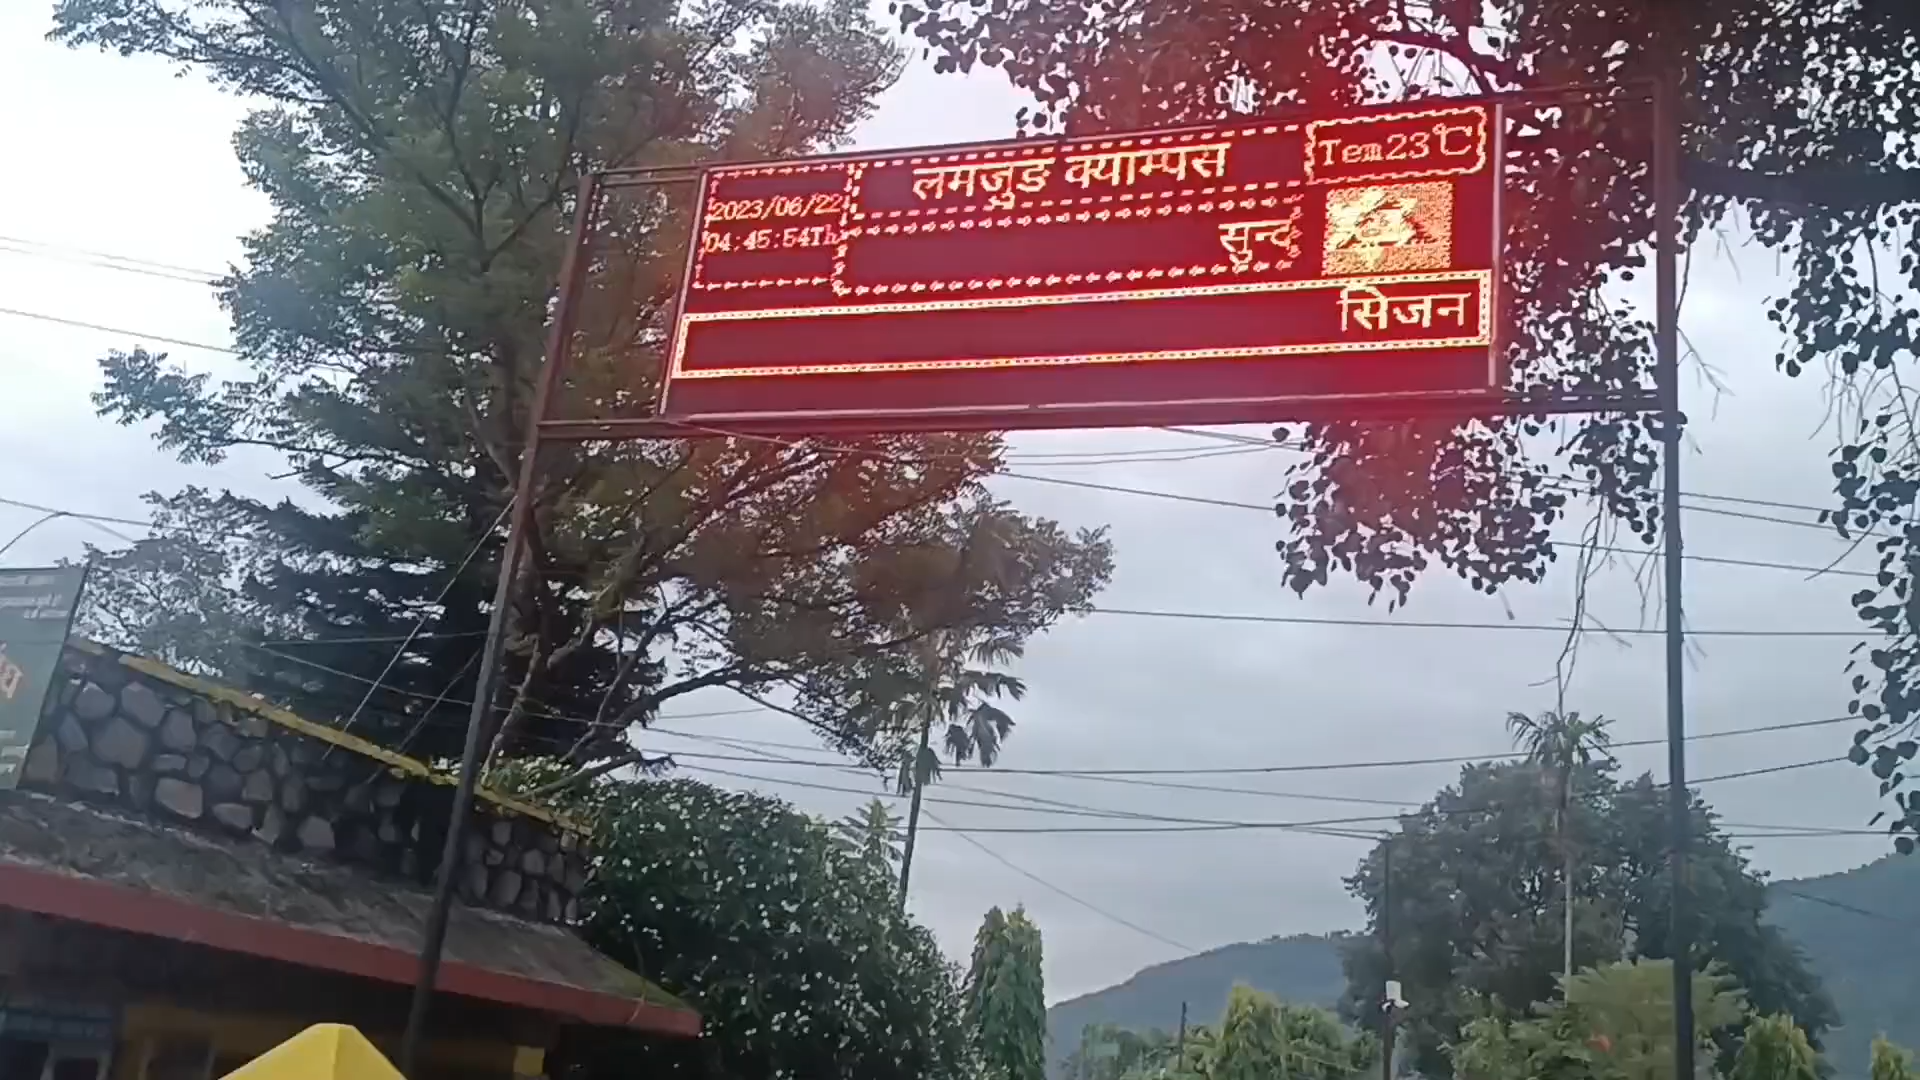 लमजुङ क्याम्पस
Tem23℃
2023/06/22
04:45:54Th
सुन्द
सिजन